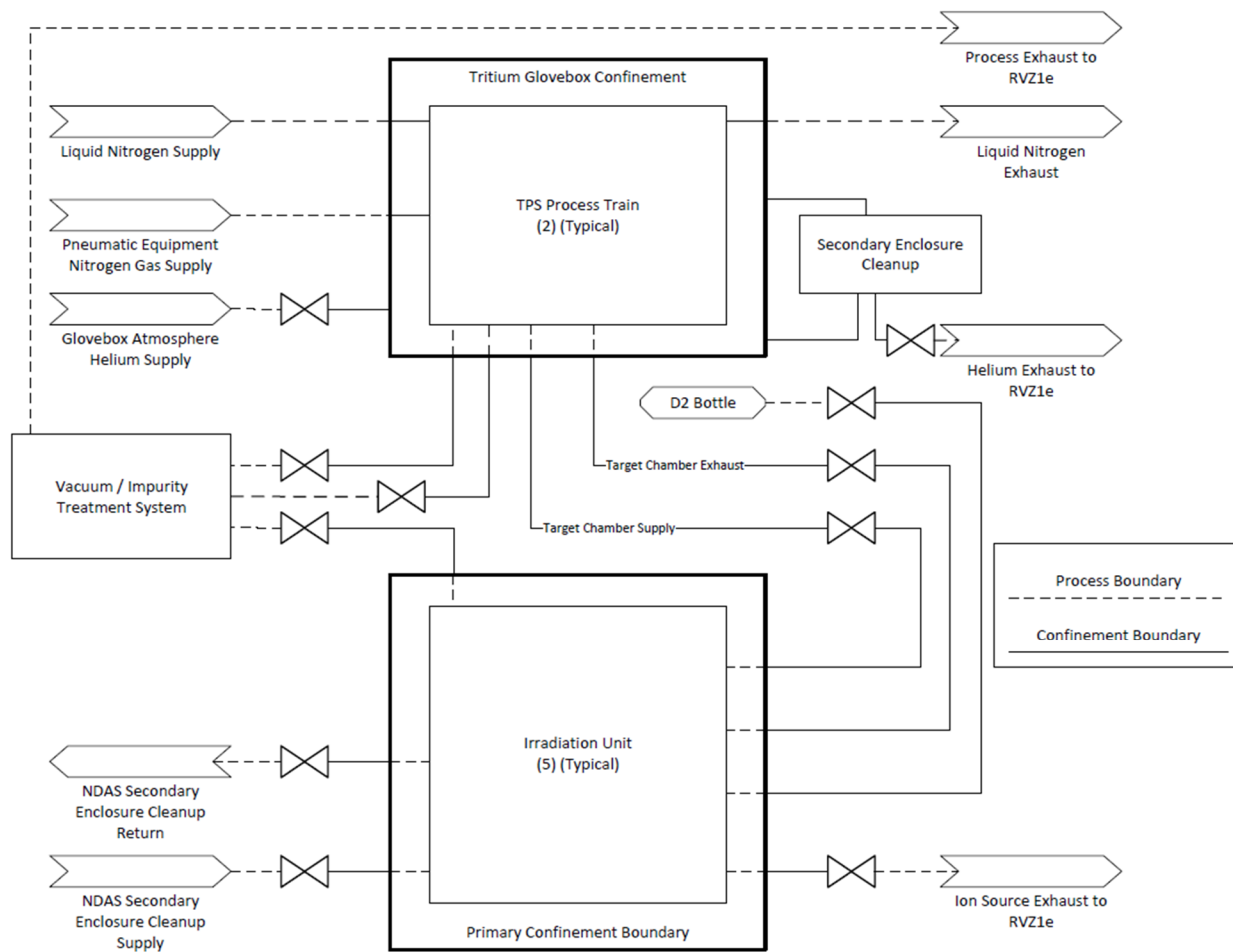 Process Exhaust to
RVZ1e
Tritium Glovebox Confinement
Liquid Nitrogen Supply
Liquid Nitrogen
Exhaust
TPS Process Train
(2) (Typical)
Pneumatic Equipment
Nitrogen Gas Supply
Secondary Enclosure
Cleanup
Glovebox Atmosphere
Helium Supply
Helium Exhaust to
RVZ1e
D2 Bottle
Vacuum / Impurity
Treatment System
Target Chamber Exhaust
Target Chamber Supply
Process Boundary
Confinement Boundary
Irradiation Unit
(5) (Typical)
NDAS Secondary
Enclosure Cleanup
Return
NDAS Secondary
Enclosure Cleanup
Supply
Ion Source Exhaust to
RVZ1e
Primary Confinement Boundary